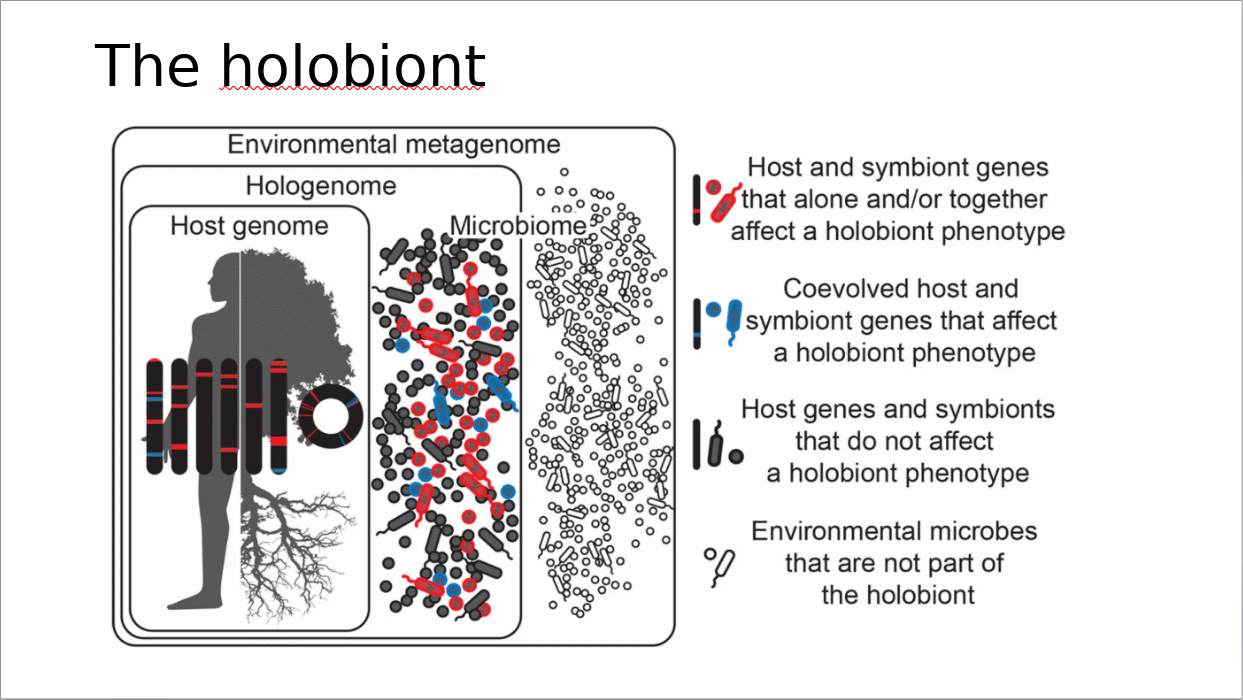 The holobiont
Environmental metagenome
Hologenome
Host genome
Microbiome
Host and symbiont genes
that alone and/or together
affect a holobiont phenotype
Coevolved host and
symbiont genes that affect
a holobiont phenotype
Host genes and symbionts
that do not affect
a holobiont phenotype
Environmental microbes
that are not part of
the holobiont